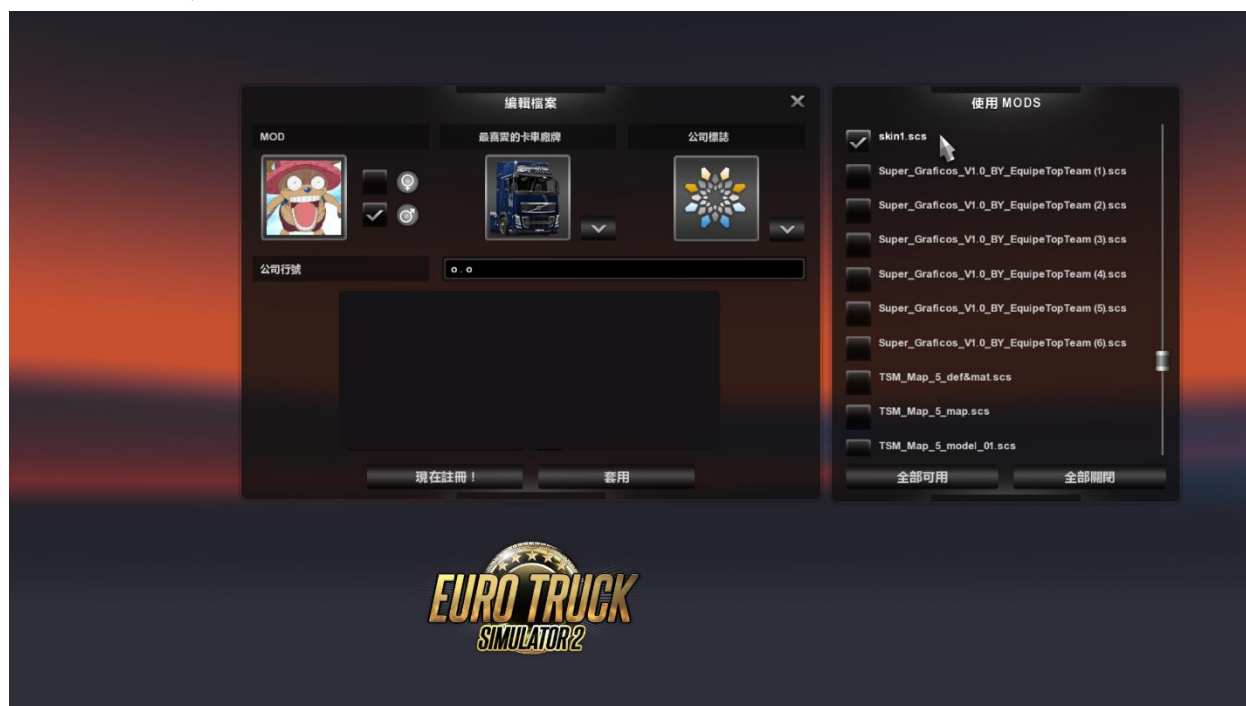 編輯檔案
MOD
最喜愛的卡車廠牌
公司標誌
公司行號
o. o
現在註冊！
套用
使用 MODS
skin1.scs
Super_Graficos_V1.0_BY_EquipeTopTeam (1).scs
Super_Graficos_V1.0_BY_EquipeTopTeam (2).scs
Super_Graficos_V1.0_BY_EquipeTopTeam (3).scs
Super_Graficos_V1.0_BY_EquipeTopTeam (4).scs
Super_Graficos_V1.0_BY_EquipeTopTeam (5).scs
Super_Graficos_V1.0_BY_EquipeTopTeam (6).scs
TSM_Map_5_def&mat.scs
TSM_Map_5_map.scs
TSM_Map_5_model_01.scs
全部可用
全部關閉
EURO TRUCK
SIMULATOR 2